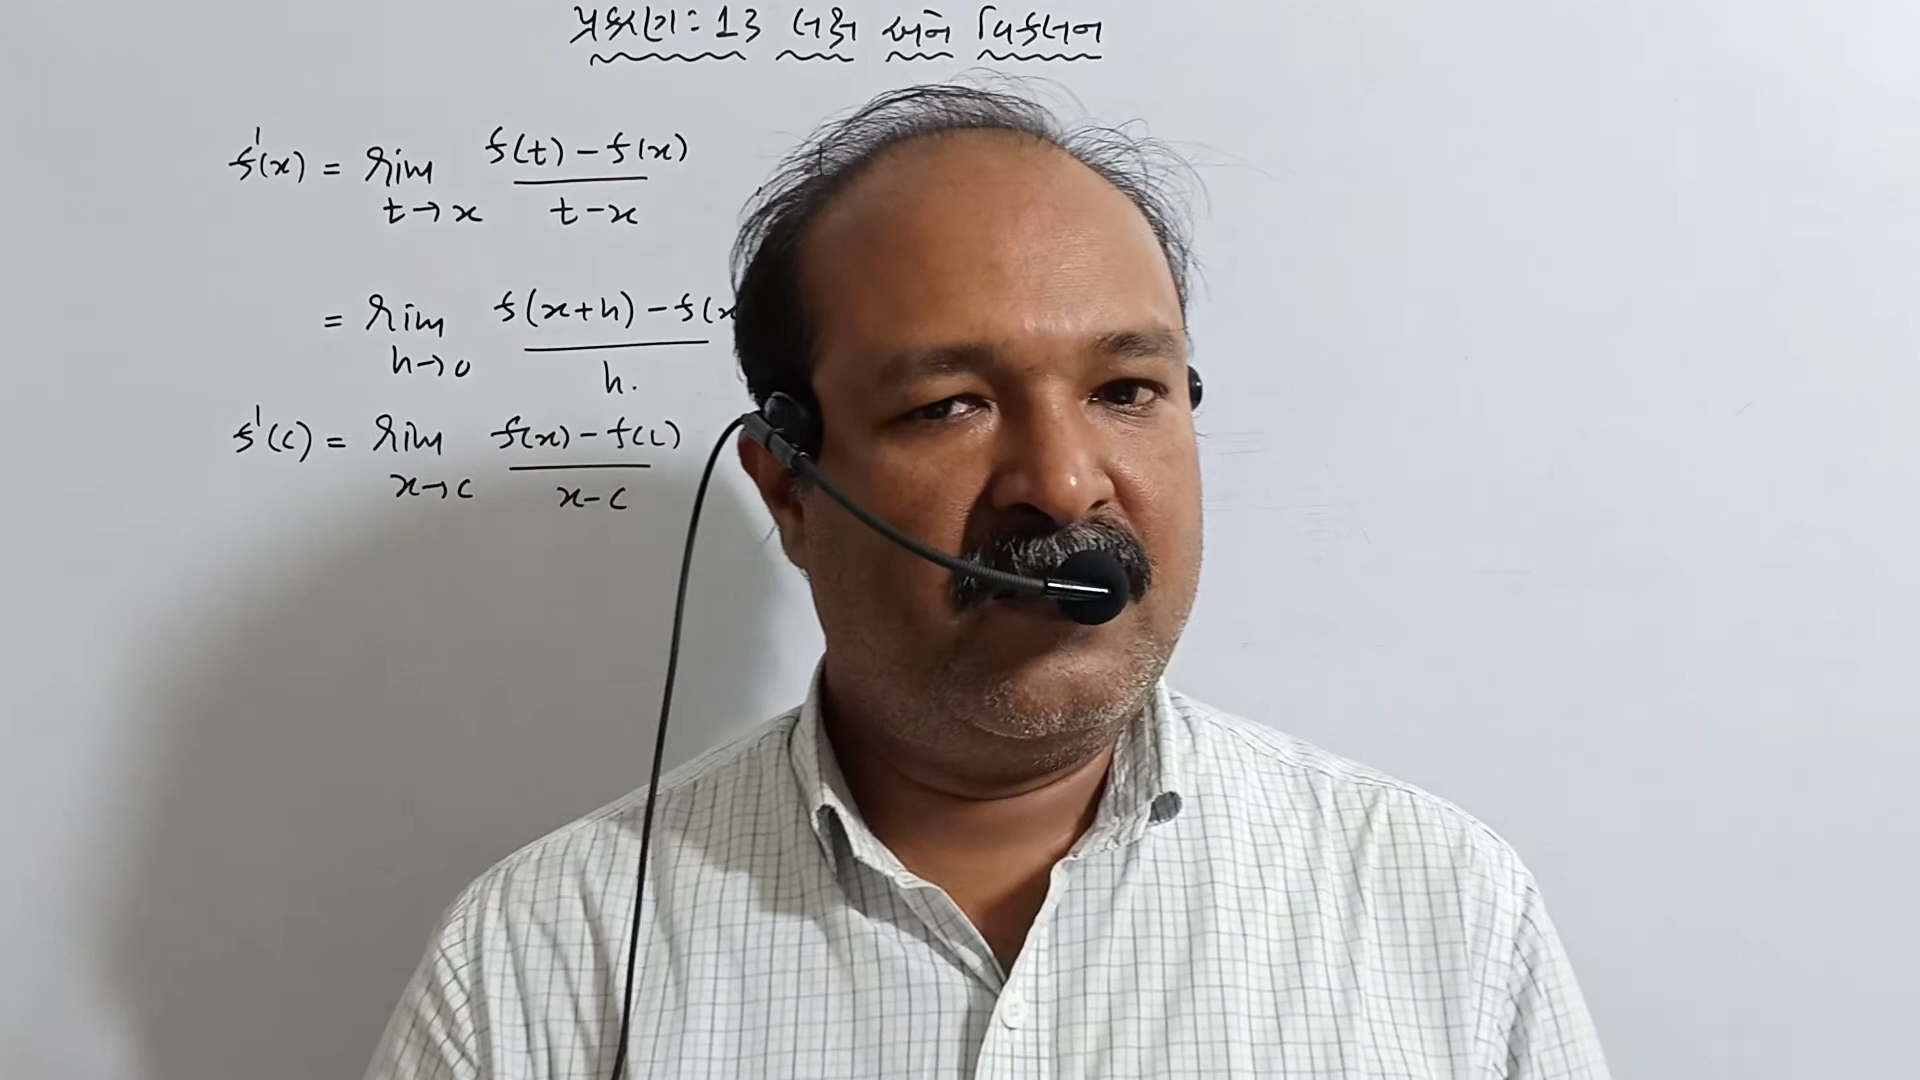 પ્રકરણ: 13 લક્ષ અને વિકલન
f'(x) = lim f(t) - f(x)
t→x t-x
= lim f(x+h) - f(x
h→0 h.
f'(c) = lim f(x) - f(c)
x→c x-c